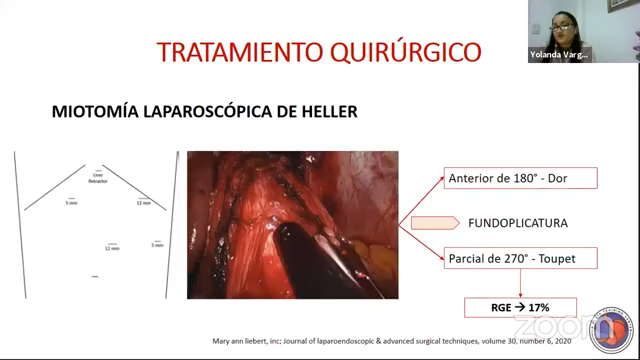 Yolanda Varg...
TRATAMIENTO QUIRÚRGICO
MIOTOMÍA LAPAROSCÓPICA DE HELLER
Liver
Retractor
5 mm
12 mm
12 mm
5 mm
Anterior de 180° - Dor
FUNDOPLICATURA
Parcial de 270° - Toupet
RGE → 17%
zoom
Mary ann liebert, inc; Journal of laparoendoscopic & advanced surgical techniques, volume 30, number 6, 2020